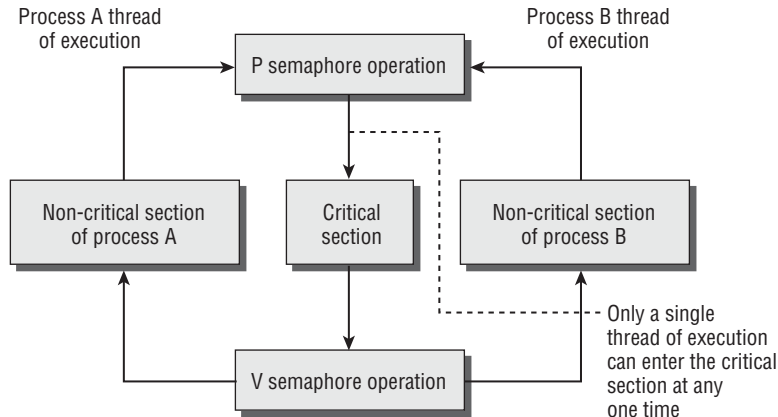 Process A thread
of execution
Process B thread
of execution
P semaphore operation
Non-critical section
of process A
Critical
section
Non-critical section
of process B
V semaphore operation
Only a single
thread of execution
can enter the critical
section at any
one time